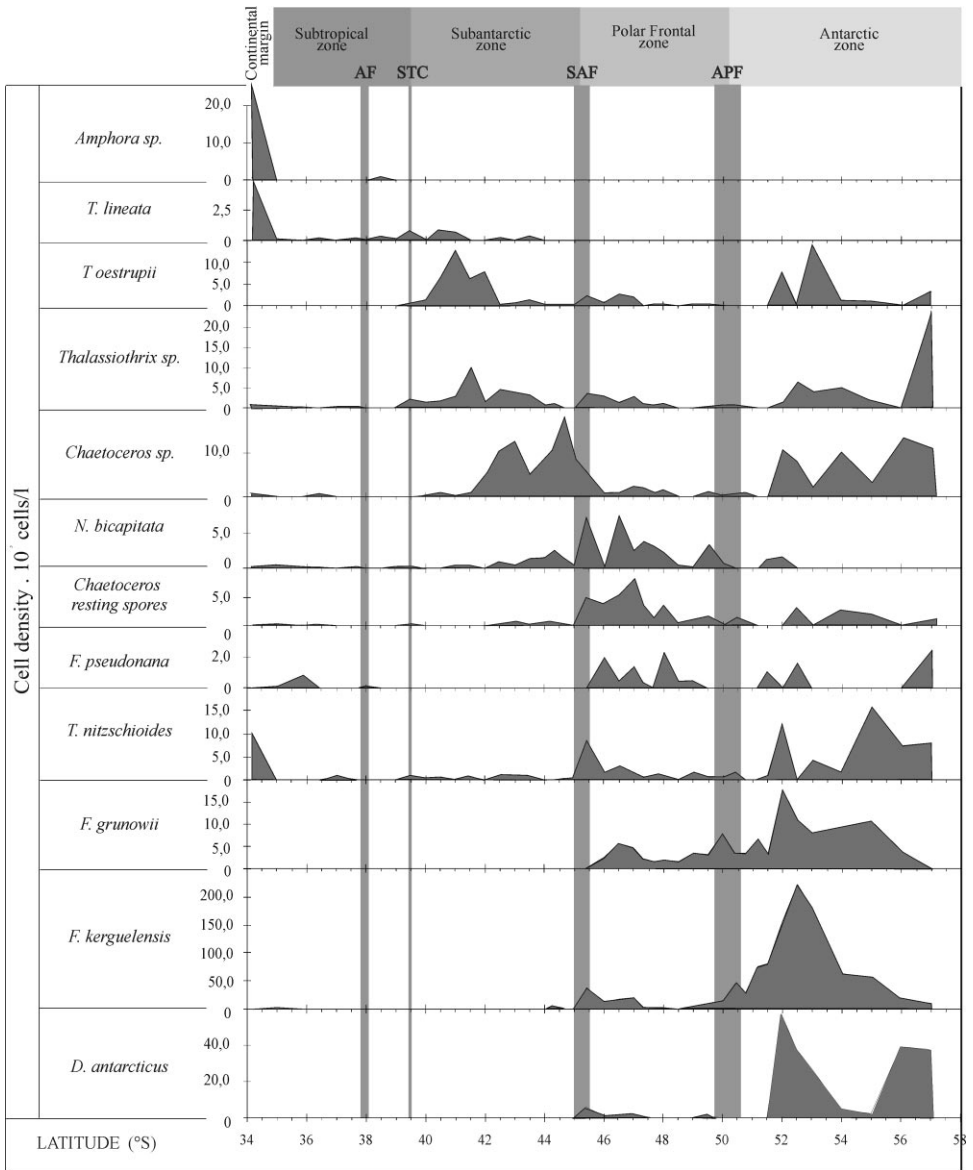 Continental
margin
Subtropical
zone
Subantarctic
zone
Polar Frontal
zone
Antarctic
zone
AF
STC
SAF
APF
Cell density . 10 cells/l
Amphora sp.
20,0
10,0
0
T. lineata
2,5
0
T oestrupii
10,0
5,0
0
Thalassiothrix sp.
20,0
15,0
10,0
5,0
0
Chaetoceros sp.
10,0
0
N. bicapitata
5,0
0
Chaetoceros
resting spores
5,0
0
F. pseudonana
2,0
0
T. nitzschioides
15,0
10,0
5,0
0
F. grunowii
15,0
10,0
5,0
0
F. kerguelensis
200,0
150,0
100,0
50,0
0
D. antarcticus
40,0
20,0
0
LATITUDE (°S)
34 36 38 40 42 44 46 48 50 52 54 56 58